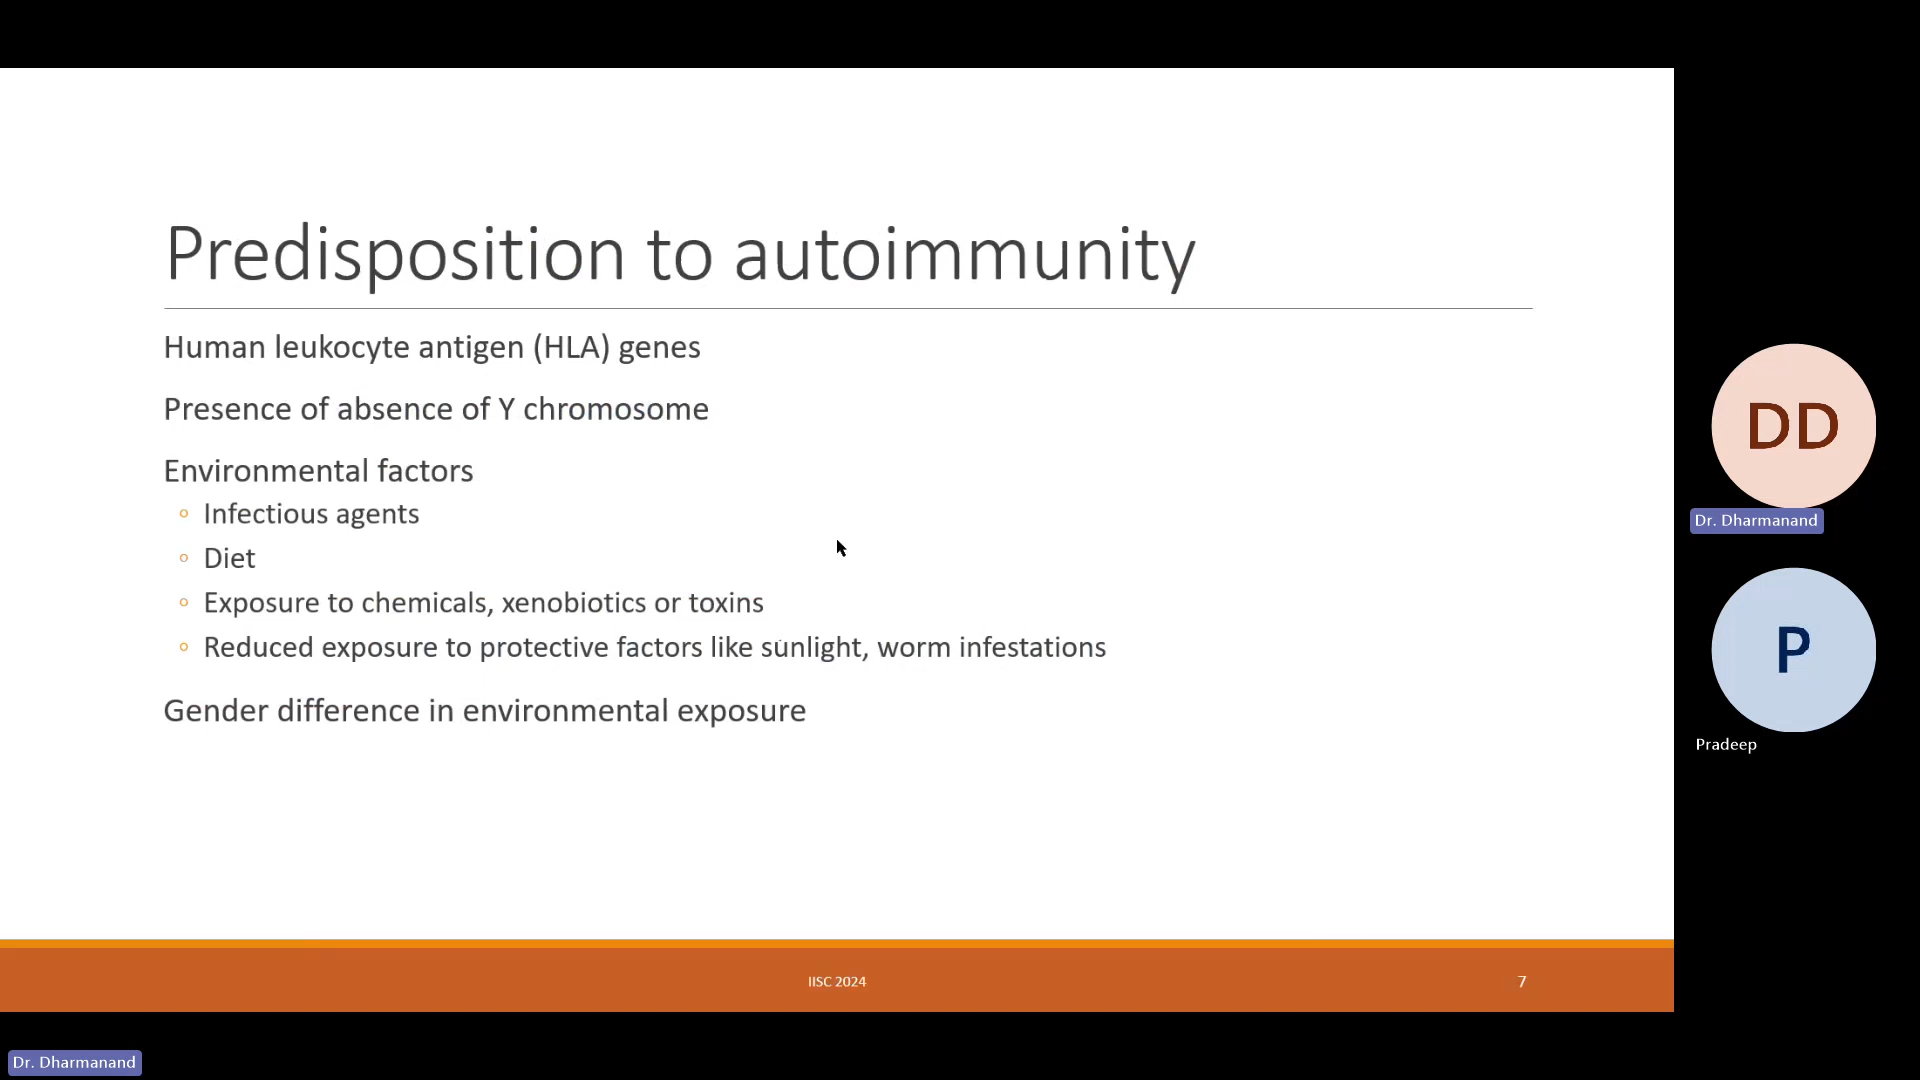 Predisposition to autoimmunity
Human leukocyte antigen (HLA) genes
Presence of absence of Y chromosome
Environmental factors
Infectious agents
Diet
Exposure to chemicals, xenobiotics or toxins
Reduced exposure to protective factors like sunlight, worm infestations
Gender difference in environmental exposure
IISC 2024
7
DD
Dr. Dharmanand
P
Pradeep
Dr. Dharmanand